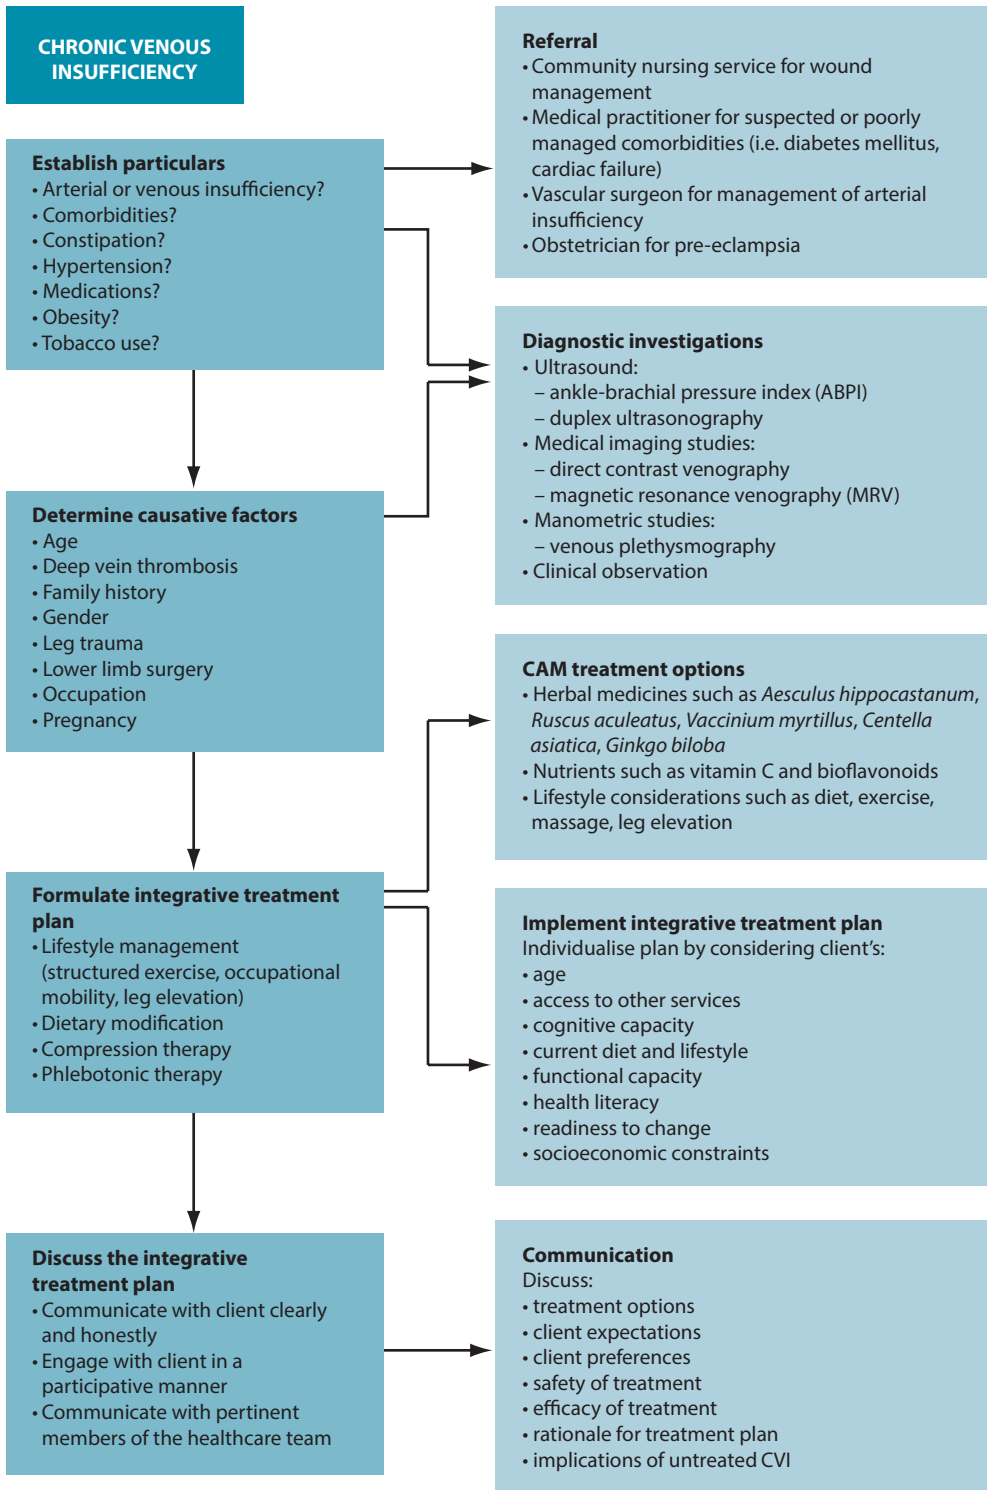 CHRONIC VENOUS
INSUFFICIENCY
Establish particulars
• Arterial or venous insufficiency?
• Comorbidities?
• Constipation?
• Hypertension?
• Medications?
• Obesity?
• Tobacco use?
Referral
• Community nursing service for wound
management
• Medical practitioner for suspected or poorly
managed comorbidities (i.e. diabetes mellitus,
cardiac failure)
• Vascular surgeon for management of arterial
insufficiency
• Obstetrician for pre-eclampsia
Diagnostic investigations
• Ultrasound:
– ankle-brachial pressure index (ABPI)
– duplex ultrasonography
• Medical imaging studies:
– direct contrast venography
– magnetic resonance venography (MRV)
• Manometric studies:
– venous plethysmography
• Clinical observation
Determine causative factors
• Age
• Deep vein thrombosis
• Family history
• Gender
• Leg trauma
• Lower limb surgery
• Occupation
• Pregnancy
CAM treatment options
• Herbal medicines such as Aesculus hippocastanum,
Ruscus aculeatus, Vaccinium myrtillus, Centella
asiatica, Ginkgo biloba
• Nutrients such as vitamin C and bioflavonoids
• Lifestyle considerations such as diet, exercise,
massage, leg elevation
Formulate integrative treatment
plan
• Lifestyle management
(structured exercise, occupational
mobility, leg elevation)
• Dietary modification
• Compression therapy
• Phlebotonic therapy
Implement integrative treatment plan
Individualise plan by considering client's:
• age
• access to other services
• cognitive capacity
• current diet and lifestyle
• functional capacity
• health literacy
• readiness to change
• socioeconomic constraints
Discuss the integrative
treatment plan
• Communicate with client clearly
and honestly
• Engage with client in a
participative manner
• Communicate with pertinent
members of the healthcare team
Communication
Discuss:
• treatment options
• client expectations
• client preferences
• safety of treatment
• efficacy of treatment
• rationale for treatment plan
• implications of untreated CVI